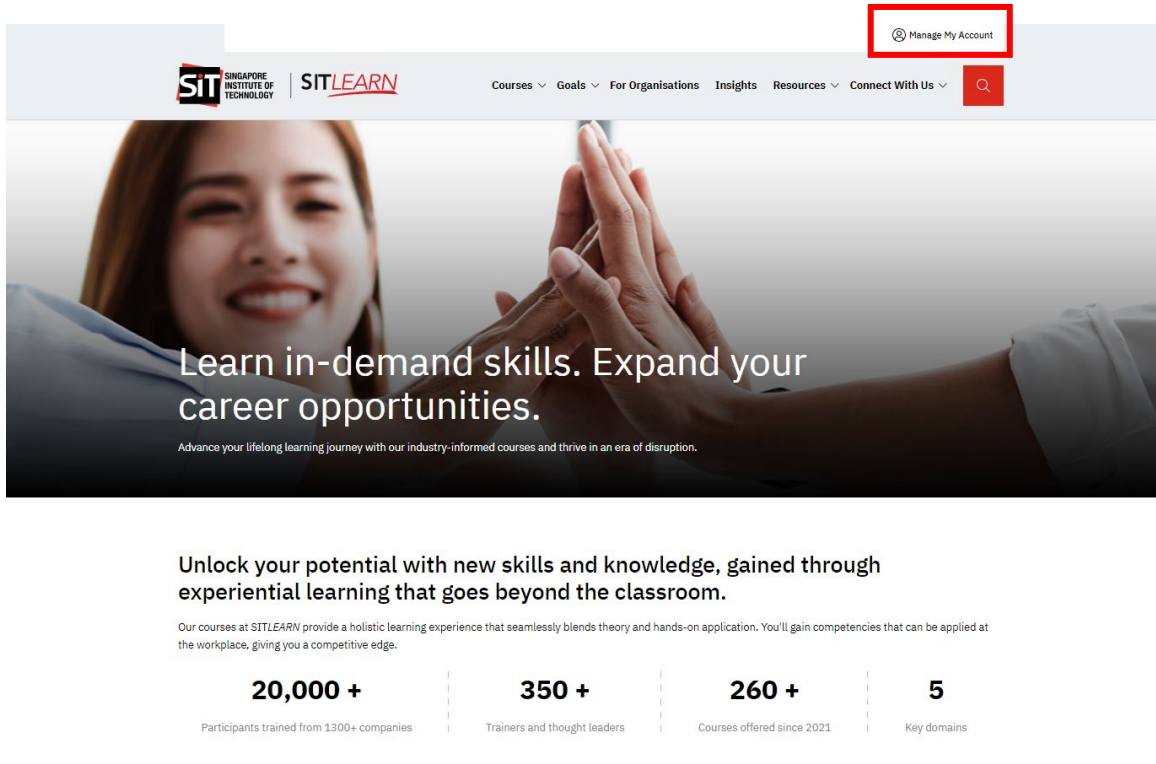 Manage My Account
SiT SINGAPORE INSTITUTE OF TECHNOLOGY
SITLEARN
Courses Goals For Organisations Insights Resources Connect With Us
Learn in-demand skills. Expand your
career opportunities.
Advance your lifelong learning journey with our industry-informed courses and thrive in an era of disruption.
Unlock your potential with new skills and knowledge, gained through
experiential learning that goes beyond the classroom.
Our courses at SITLEARN provide a holistic learning experience that seamlessly blends theory and hands-on application. You'll gain competencies that can be applied at
the workplace, giving you a competitive edge.
20,000 + 350 + 260 + 5
Participants trained from 1300+ companies Trainers and thought leaders Courses offered since 2021 Key domains